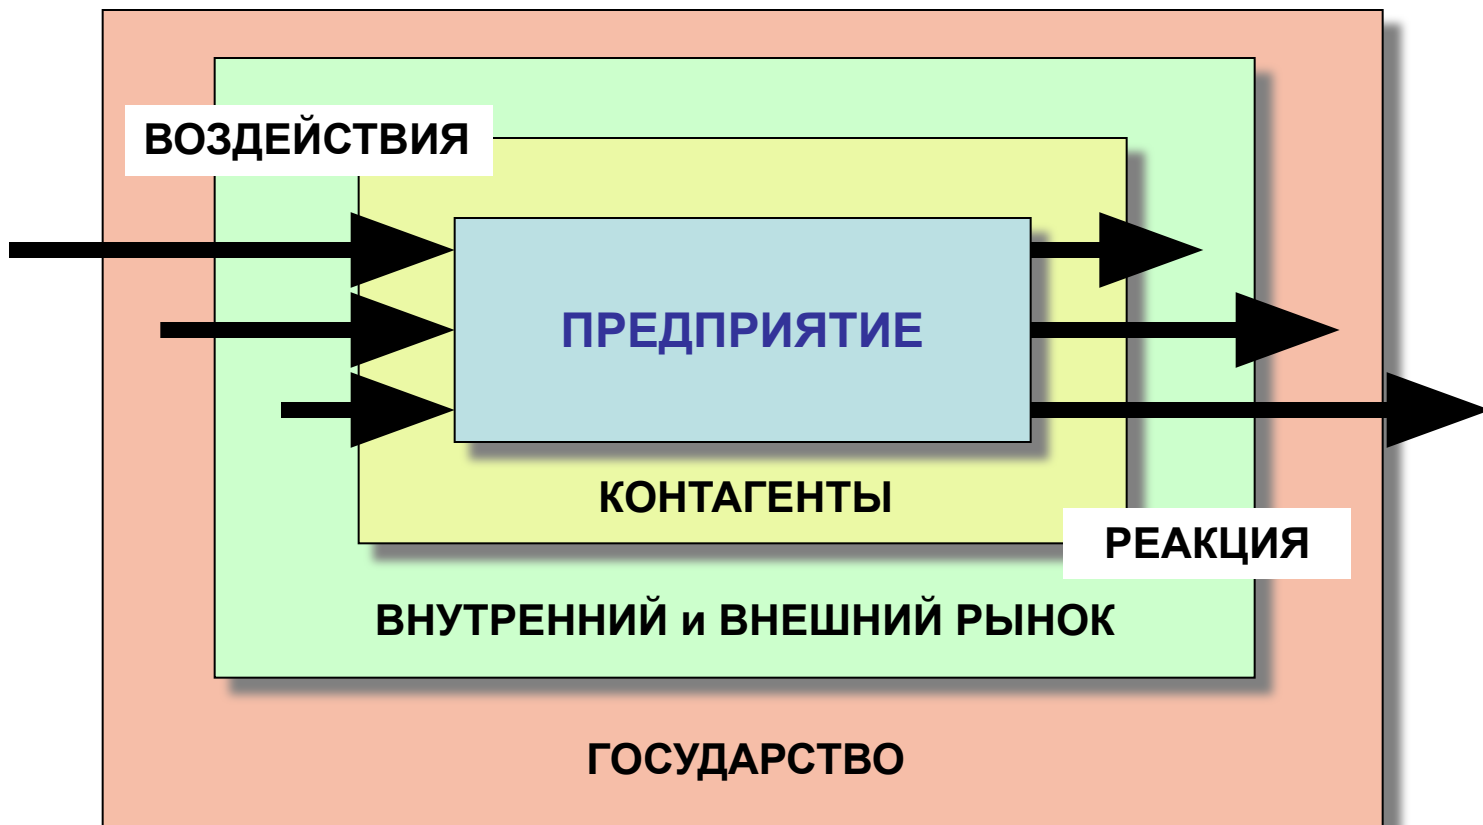 ВОЗДЕЙСТВИЯ
ПРЕДПРИЯТИЕ
КОНТАГЕНТЫ
РЕАКЦИЯ
ВНУТРЕННИЙ и ВНЕШНИЙ РЫНОК
ГОСУДАРСТВО